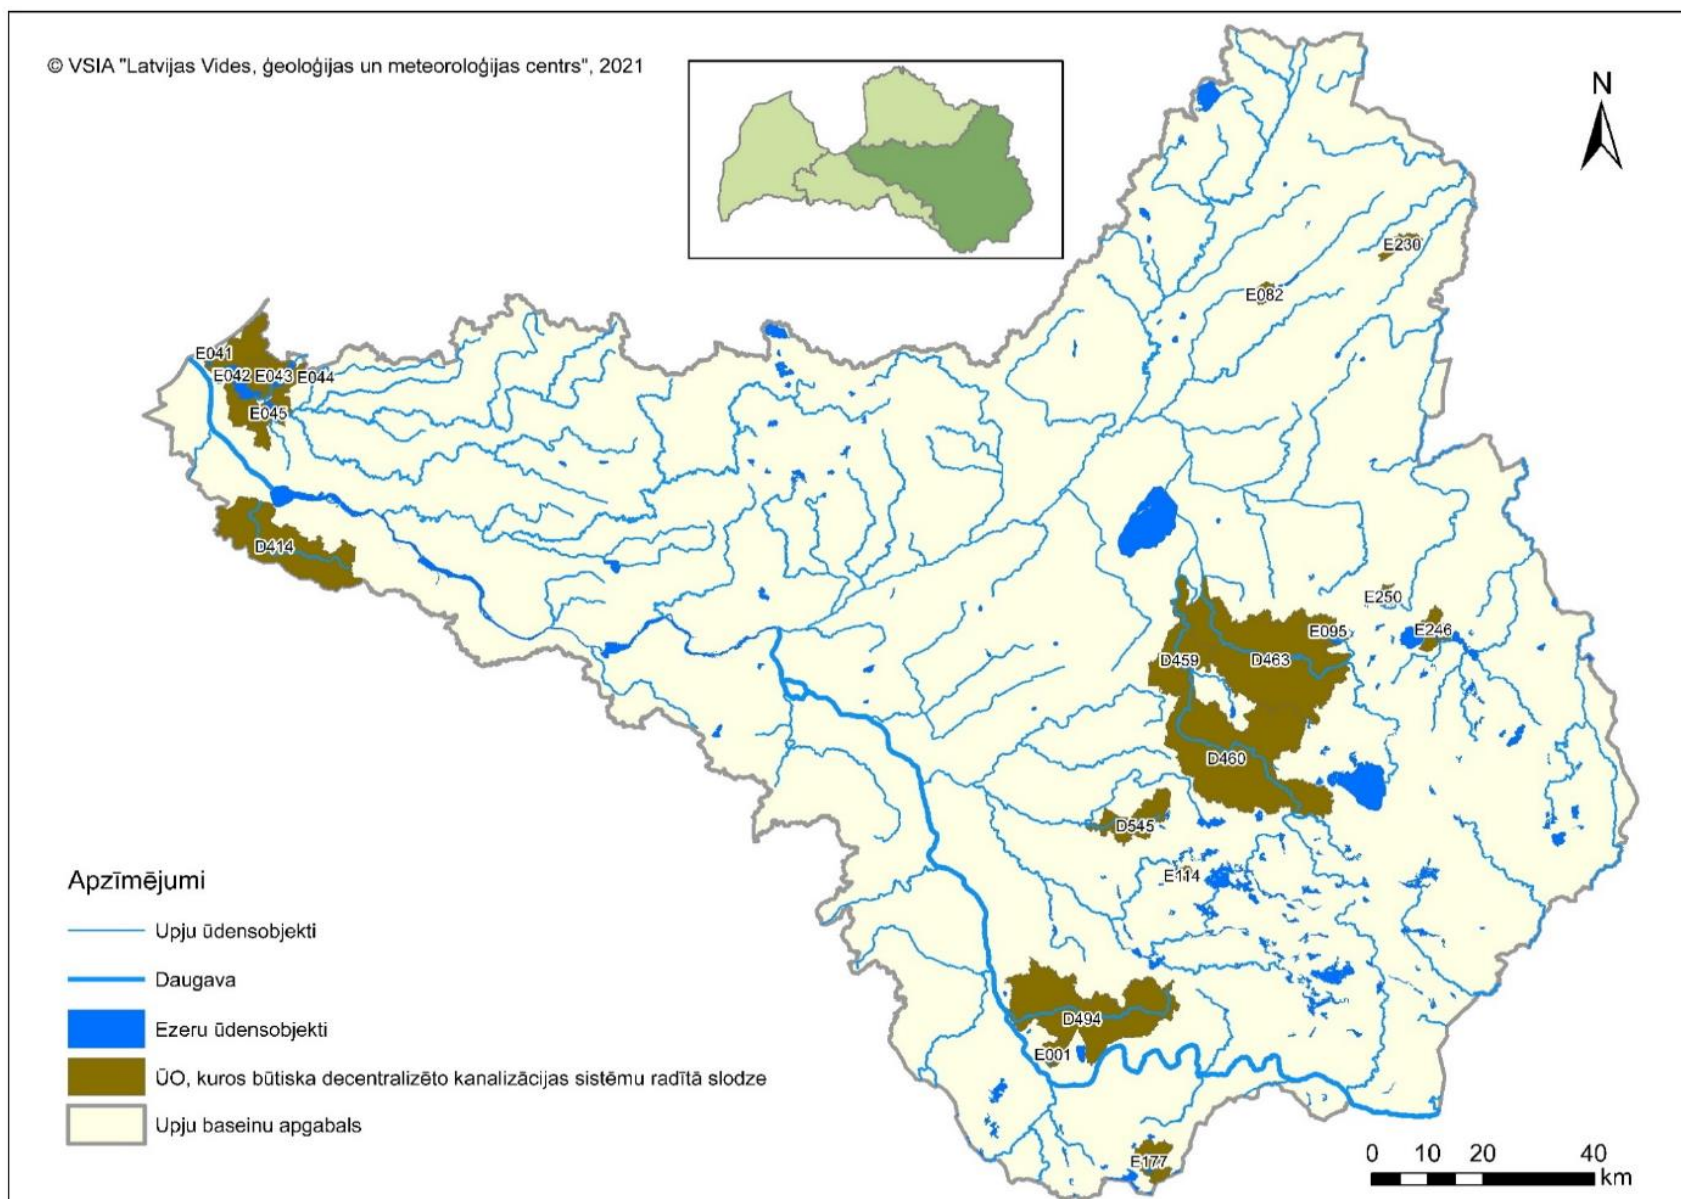 © VSIA "Latvijas Vides, ģeoloģijas un meteoroloģijas centrs", 2021
N
E230
E082
E041
E042 E043 E044
E045
D414
E250
E095 E246
D459 D463
D460
D545
E114
D494
E001
E177
Apzīmējumi
Upju ūdensobjekti
Daugava
Ezeru ūdensobjekti
ŪO, kuros būtiska decentralizēto kanalizācijas sistēmu radītā slodze
Upju baseinu apgabals
0 10 20 40
km